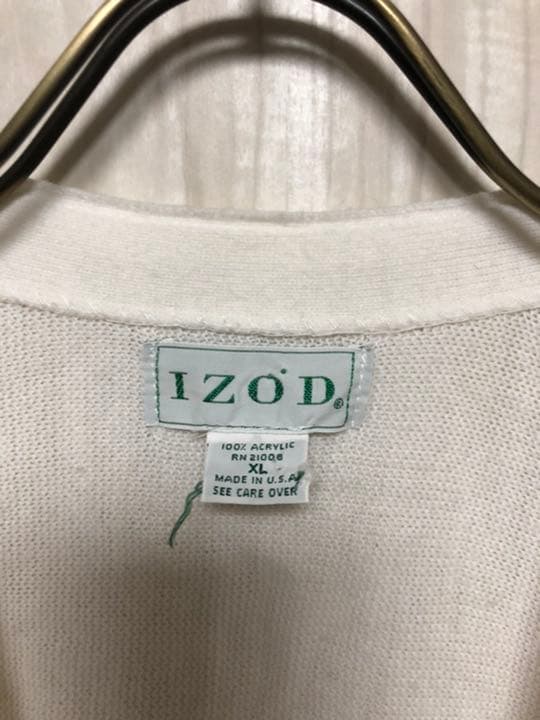 IZOD®
100% ACRYLIC
RN 21006
XL
MADE IN U.S.A.
SEE CARE OVER